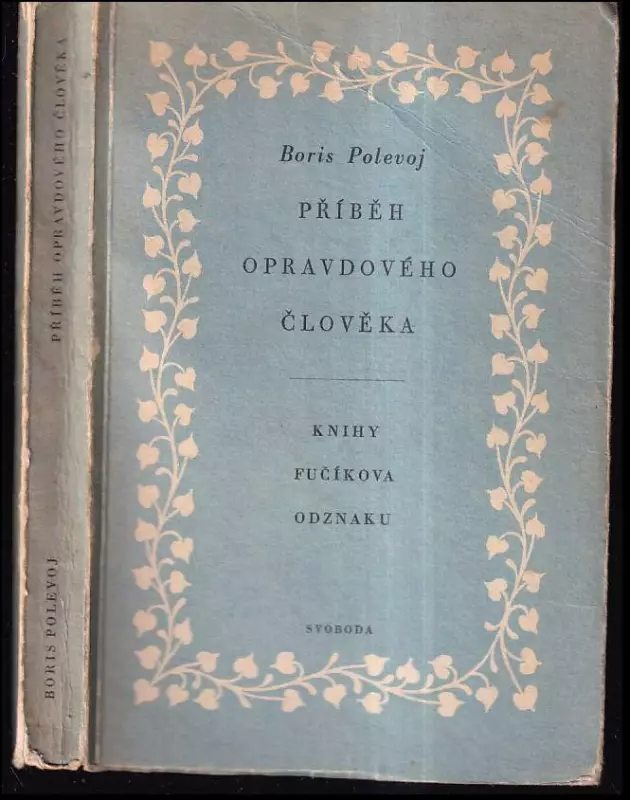 PŘÍBĚH OPRAVDOVÉHO ČLOVĚKA
BORIS POLEVOJ
Boris Polevoj
PŘÍBĚH
OPRAVDOVÉHO
ČLOVĚKA
KNIHY
FUČÍKOVA
ODZNAKU
SVOBODA